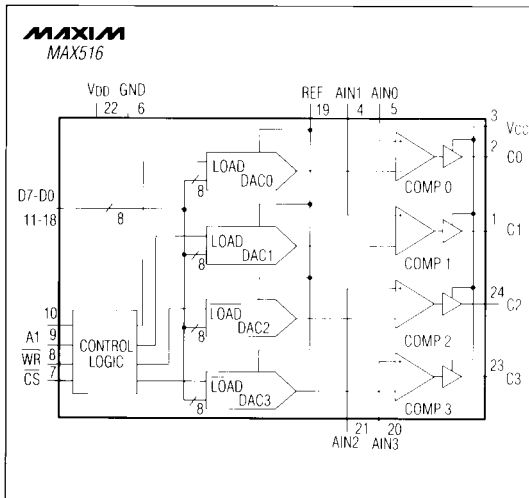 MAXIM
MAX516
VDD GND
22 6
REF AIN1 AIN0
19 4 5
3
VCC
2
C0
LOAD
DAC0
8
COMP 0
D7-D0
11-18
8
1
C1
LOAD
DAC1
8
COMP 1
24
C2
LOAD
DAC2
8
COMP 2
10
A1
9
WR
8
CS
7
CONTROL
LOGIC
23
C3
LOAD
DAC3
8
COMP 3
21 20
AIN2 AIN3